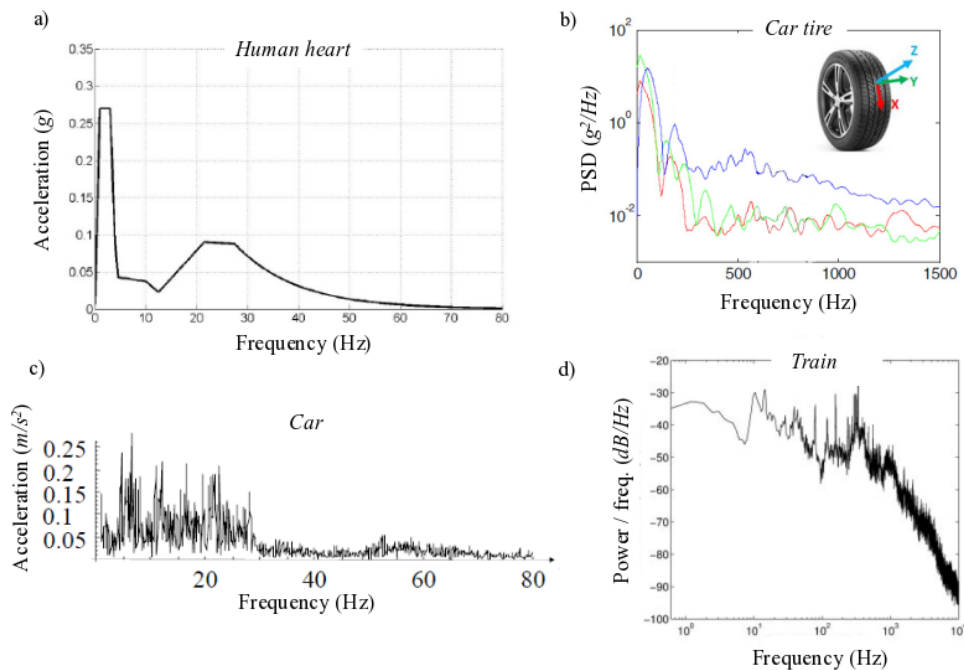 a)
Human heart
Acceleration (g)
0.35
0.3
0.25
0.2
0.15
0.1
0.05
0
0 10 20 30 40 50 60 70 80
Frequency (Hz)
b)
Car tire
PSD (g²/Hz)
10²
10⁰
10⁻²
Z
Y
X
0 500 1000 1500
Frequency (Hz)
c)
Car
Acceleration (m/s²)
0.25
0.2
0.15
0.1
0.05
20 40 60 80
Frequency (Hz)
d)
Train
Power / freq. (dB/Hz)
-20
-30
-40
-50
-60
-70
-80
-90
-100
10⁰ 10¹ 10² 10³
Frequency (Hz)